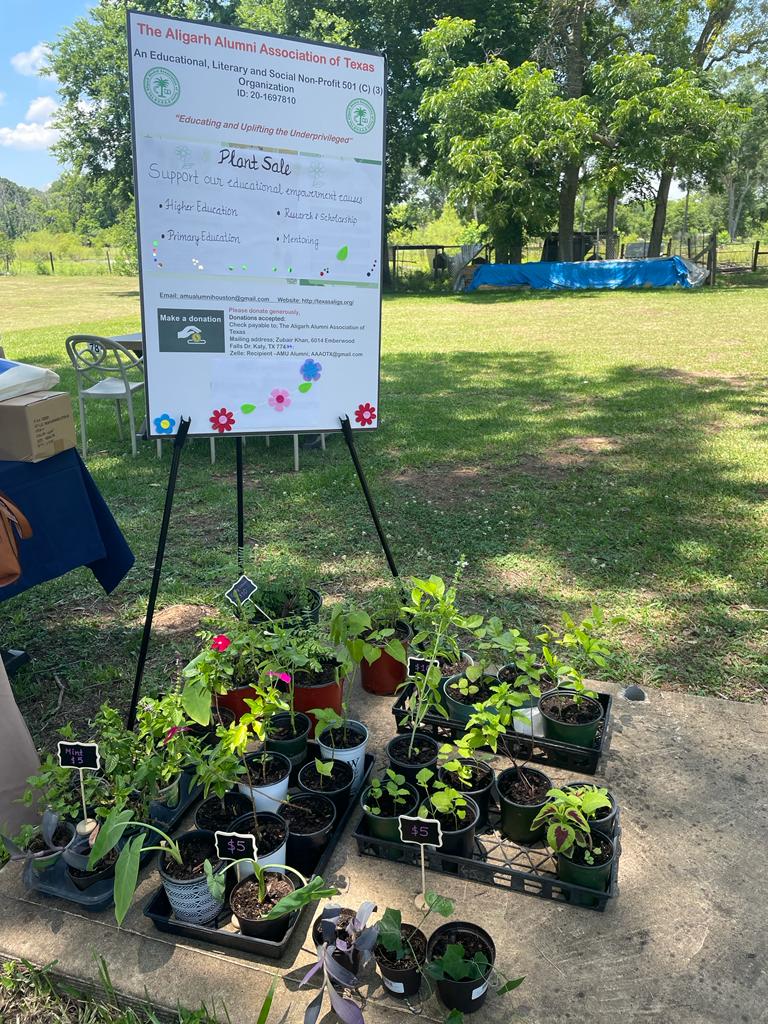 The Aligarh Alumni Association of Texas
An Educational, Literary and Social Non-Profit 501 (C) (3)
Organization
ID: 20-1697810
"Educating and Uplifting the Underprivileged"
Plant Sale
Support our educational empowerment causes
• Higher Education
• Research & Scholarship
• Primary Education
• Mentoring
Email: amualumnihouston@gmail.com Website: http://texasaligs.org/
Make a donation
Please donate generously,
Donations accepted:
Check payable to; The Aligarh Alumni Association of
Texas
Mailing address; Zubair Khan, 6014 Emberwood
Falls Dr. Katy, TX
Zelle: Recipient –AMU Alumni, AAAOTX@gmail.com
Mint
$5
$5
$5